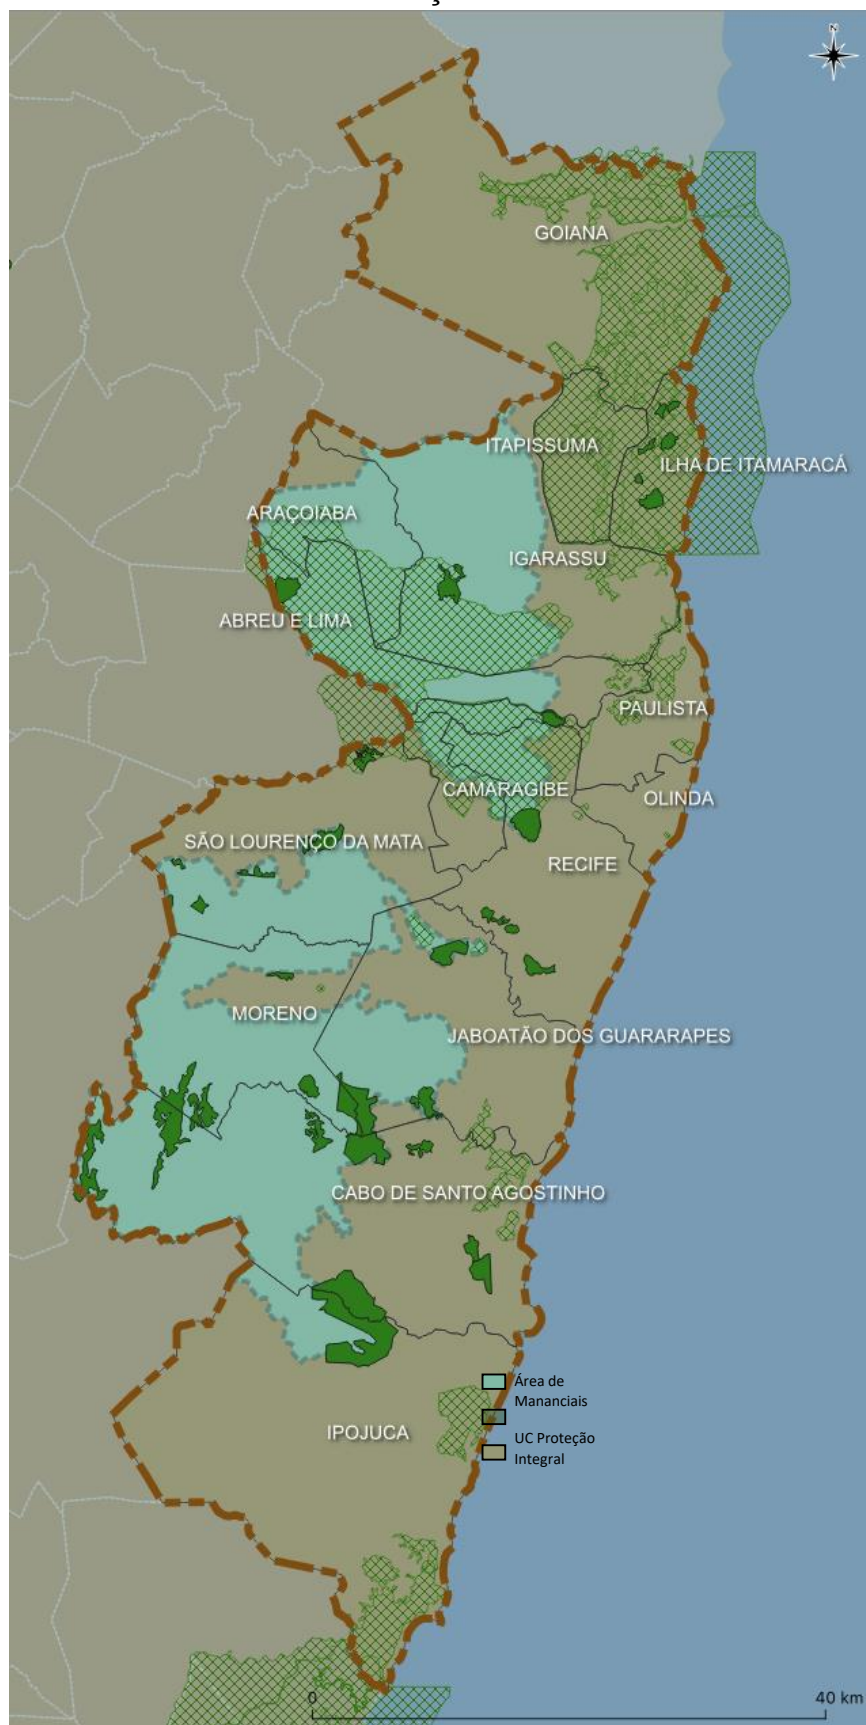 N
GOIANA
ITAPISSUMA
ILHA DE ITAMARACÁ
ARAÇOIABA
IGARASSU
ABREU E LIMA
PAULISTA
CAMARAGIBE
OLINDA
SÃO LOURENÇO DA MATA
RECIFE
MORENO
JABOATÃO DOS GUARARAPES
CABO DE SANTO AGOSTINHO
Área de
Mananciais
UC Proteção
Integral
IPOJUCA
0
40 km